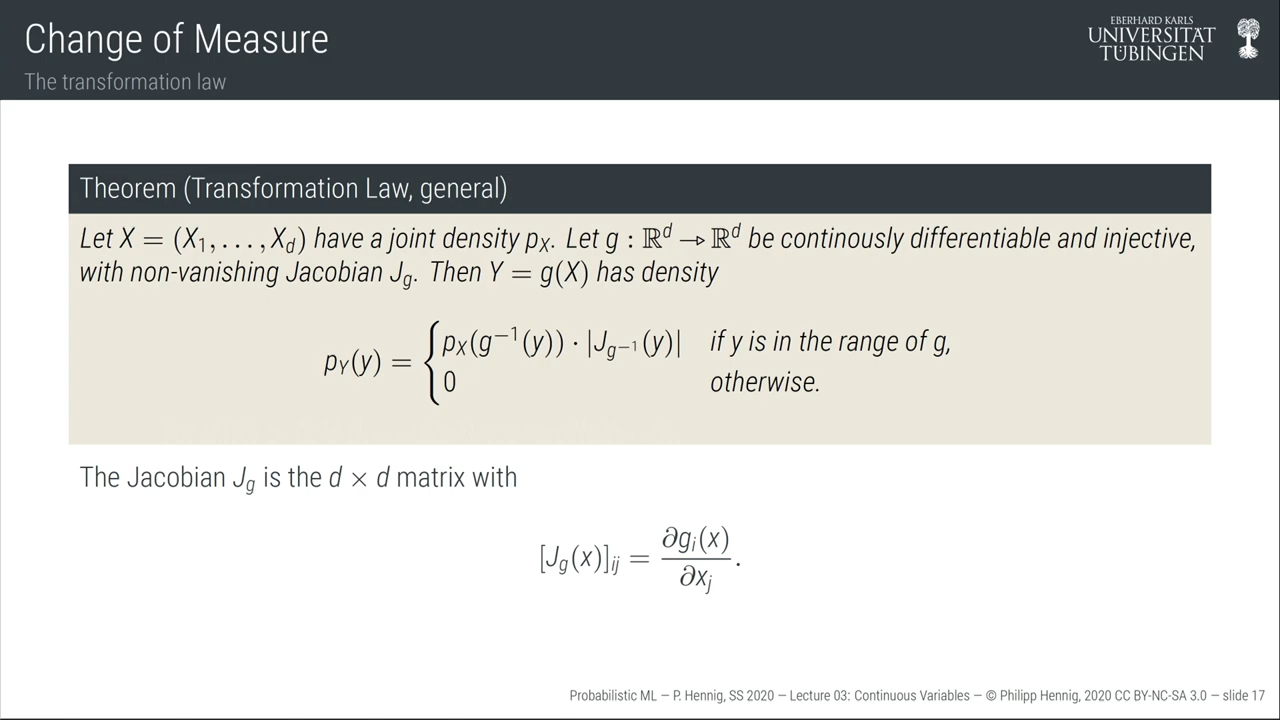 Change of Measure
The transformation law
EBERHARD KARLS
UNIVERSITÄT
TÜBINGEN
Theorem (Transformation Law, general)
Let X = (X₁, . . . , X_d) have a joint density p_X. Let g : ℝᵈ → ℝᵈ be continously differentiable and injective,
with non-vanishing Jacobian J_g. Then Y = g(X) has density
p_Y(y) = { p_X(g⁻¹(y)) · |J_{g⁻¹}(y)| if y is in the range of g,
0 otherwise.
The Jacobian J_g is the d × d matrix with
[J_g(x)]_{ij} = ∂g_i(x) / ∂x_j .
Probabilistic ML — P. Hennig, SS 2020 — Lecture 03: Continuous Variables — © Philipp Hennig, 2020 CC BY-NC-SA 3.0 — slide 17